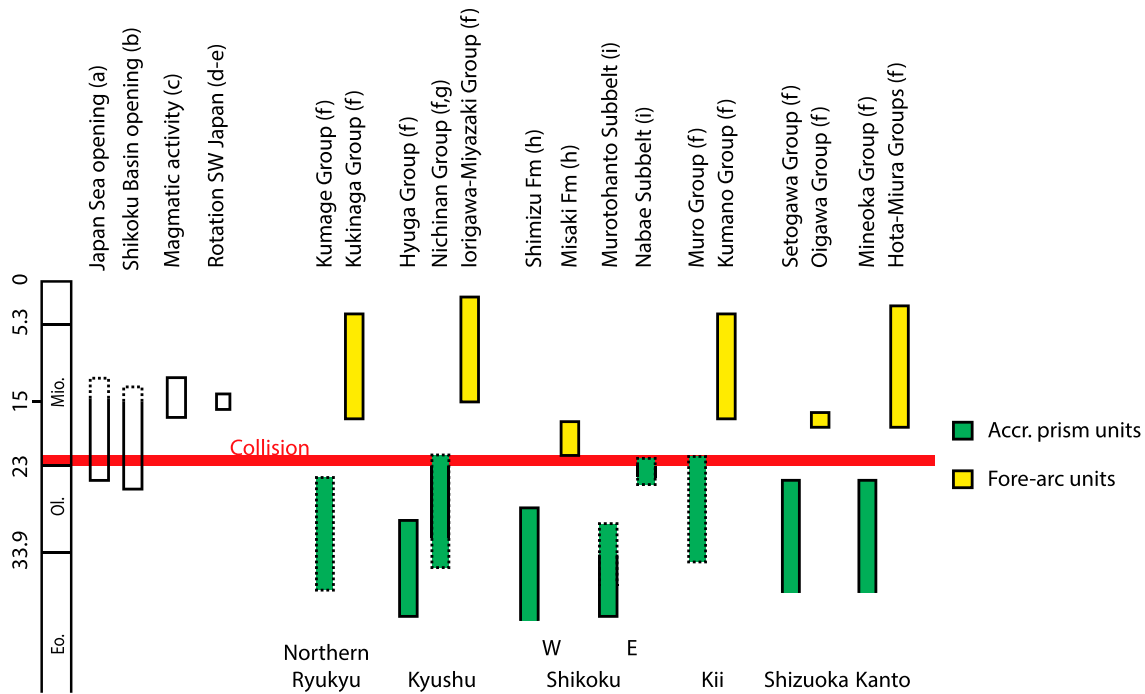 Japan Sea opening (a)
Shikoku Basin opening (b)
Magmatic activity (c)
Rotation SW Japan (d-e)
Kumage Group (f)
Kukinaga Group (f)
Hyuga Group (f)
Nichinan Group (f,g)
Iorigawa-Miyazaki Group (f)
Shimizu Fm (h)
Misaki Fm (h)
Murotohanto Subbelt (i)
Nabae Subbelt (i)
Muro Group (f)
Kumano Group (f)
Setogawa Group (f)
Oigawa Group (f)
Mineoka Group (f)
Hota-Miura Groups (f)
0
5.3
15
23
33.9
Mio.
Ol.
Eo.
Collision
Accr. prism units
Fore-arc units
Northern
Ryukyu
Kyushu
W
E
Shikoku
Kii
Shizuoka
Kanto